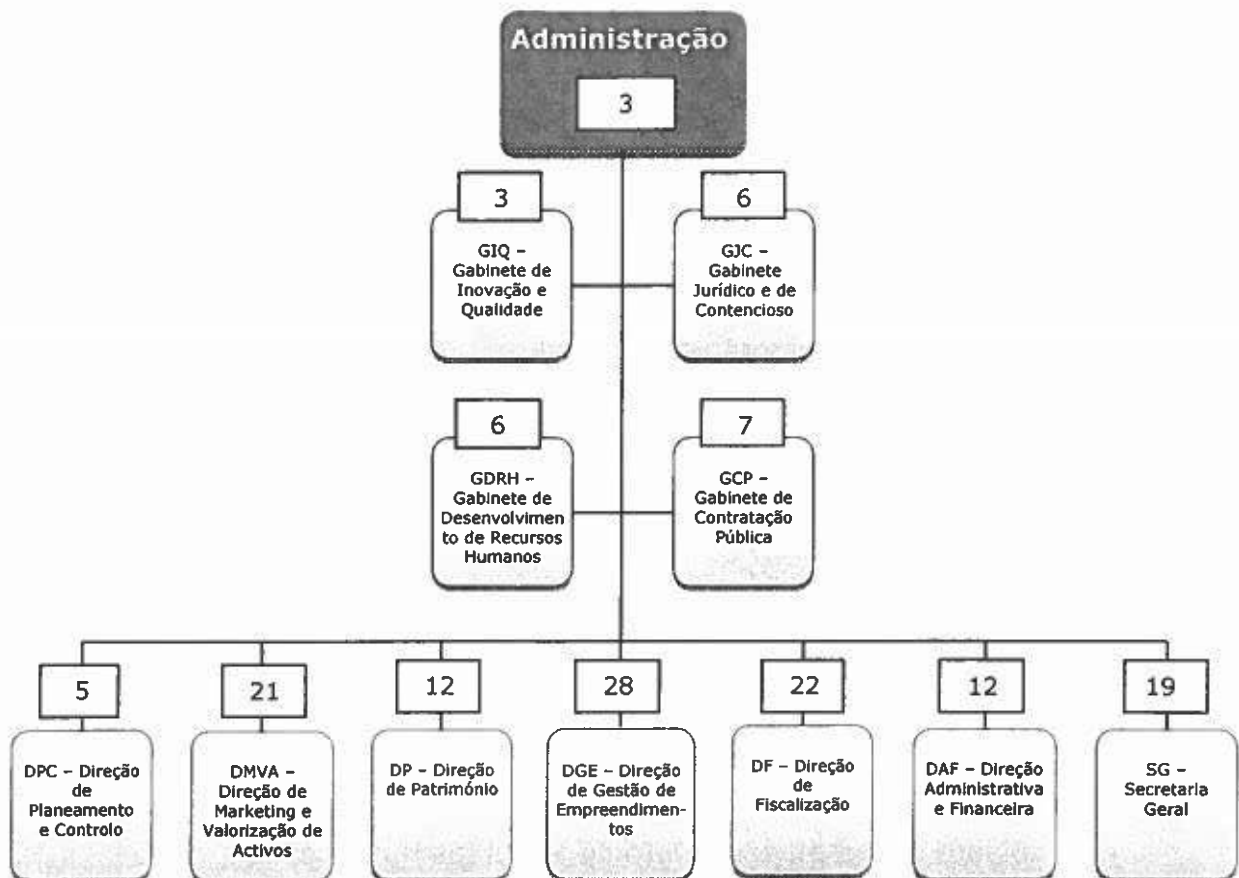 Administração
3
3
GIQ –
Gabinete de
Inovação e
Qualidade
6
GJC –
Gabinete
Jurídico e de
Contencioso
6
GDRH –
Gabinete de
Desenvolvimen
to de Recursos
Humanos
7
GCP –
Gabinete de
Contratação
Pública
5
DPC – Direção
de
Planeamento
e Controlo
21
DMVA –
Direção de
Marketing e
Valorização de
Activos
12
DP – Direção
de Património
28
DGE – Direção
de Gestão de
Empreendimen-
tos
22
DF – Direção
de
Fiscalização
12
DAF – Direção
Administrativa
e Financeira
19
SG –
Secretaria
Geral